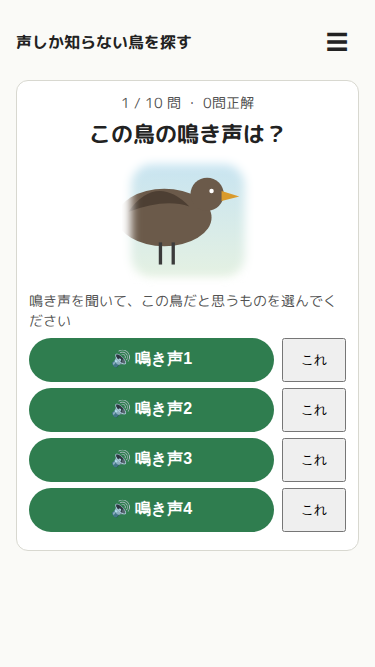 声しか知らない鳥を探す
1 / 10 問 · 0問正解
この鳥の鳴き声は？
鳴き声を聞いて、この鳥だと思うものを選んでく
ださい
🔊 鳴き声1
これ
🔊 鳴き声2
これ
🔊 鳴き声3
これ
🔊 鳴き声4
これ